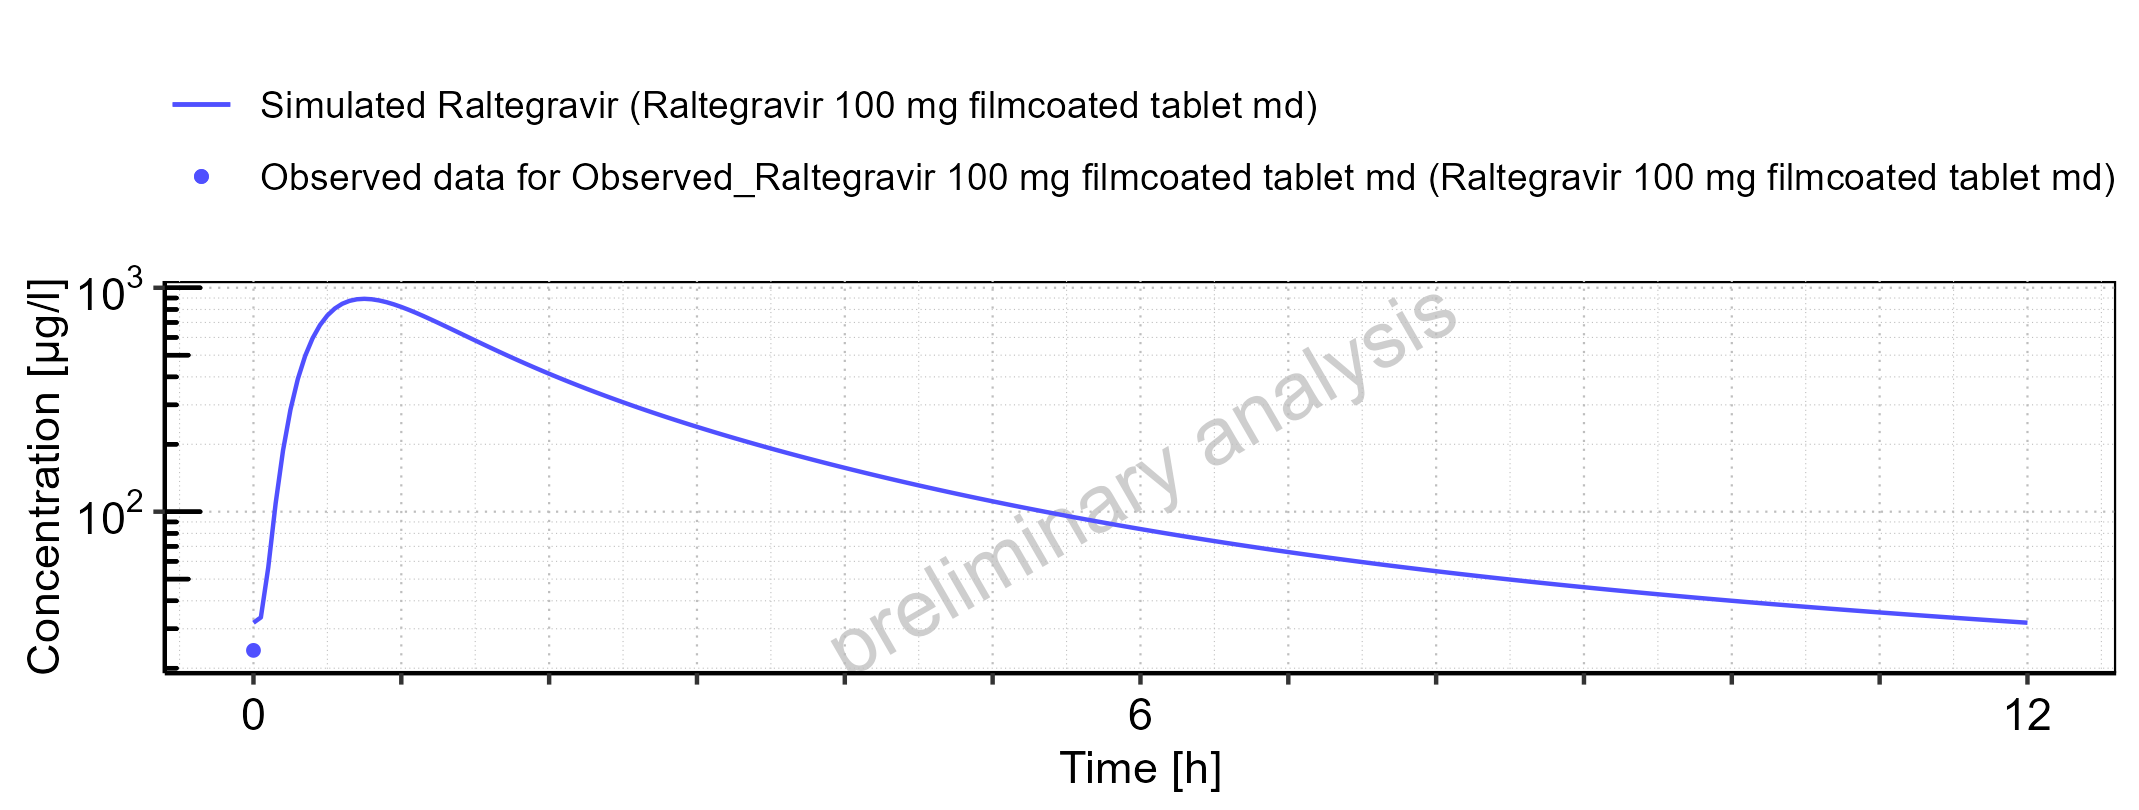 Simulated Raltegravir (Raltegravir 100 mg filmcoated tablet md)
Observed data for Observed_Raltegravir 100 mg filmcoated tablet md (Raltegravir 100 mg filmcoated tablet md)
Concentration [µg/l]
10³
10²
preliminary analysis
0 6 12
Time [h]